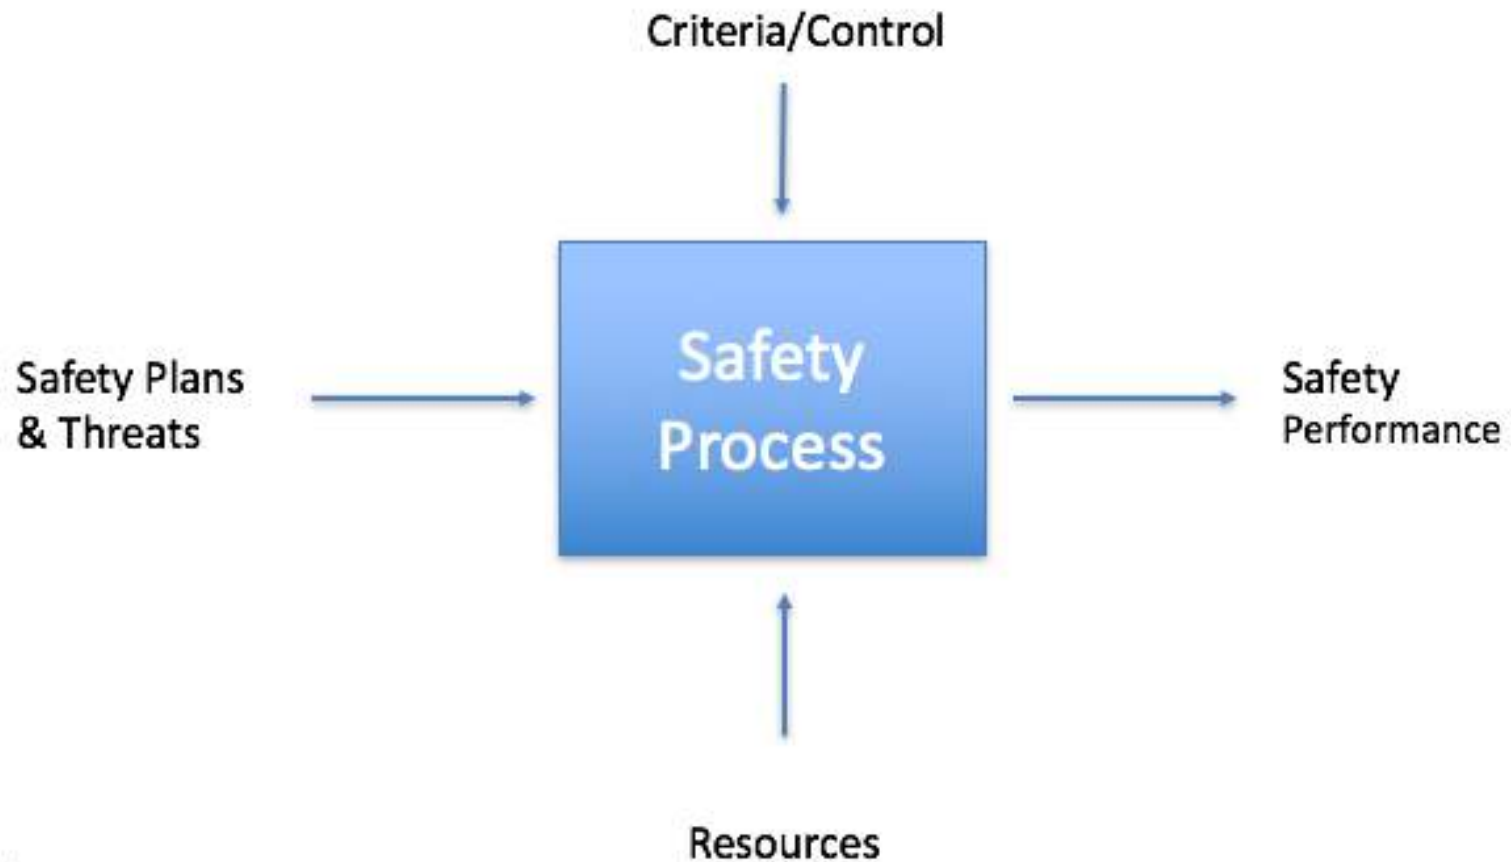 Criteria/Control
Safety Plans
& Threats
Safety
Process
Safety
Performance
Resources